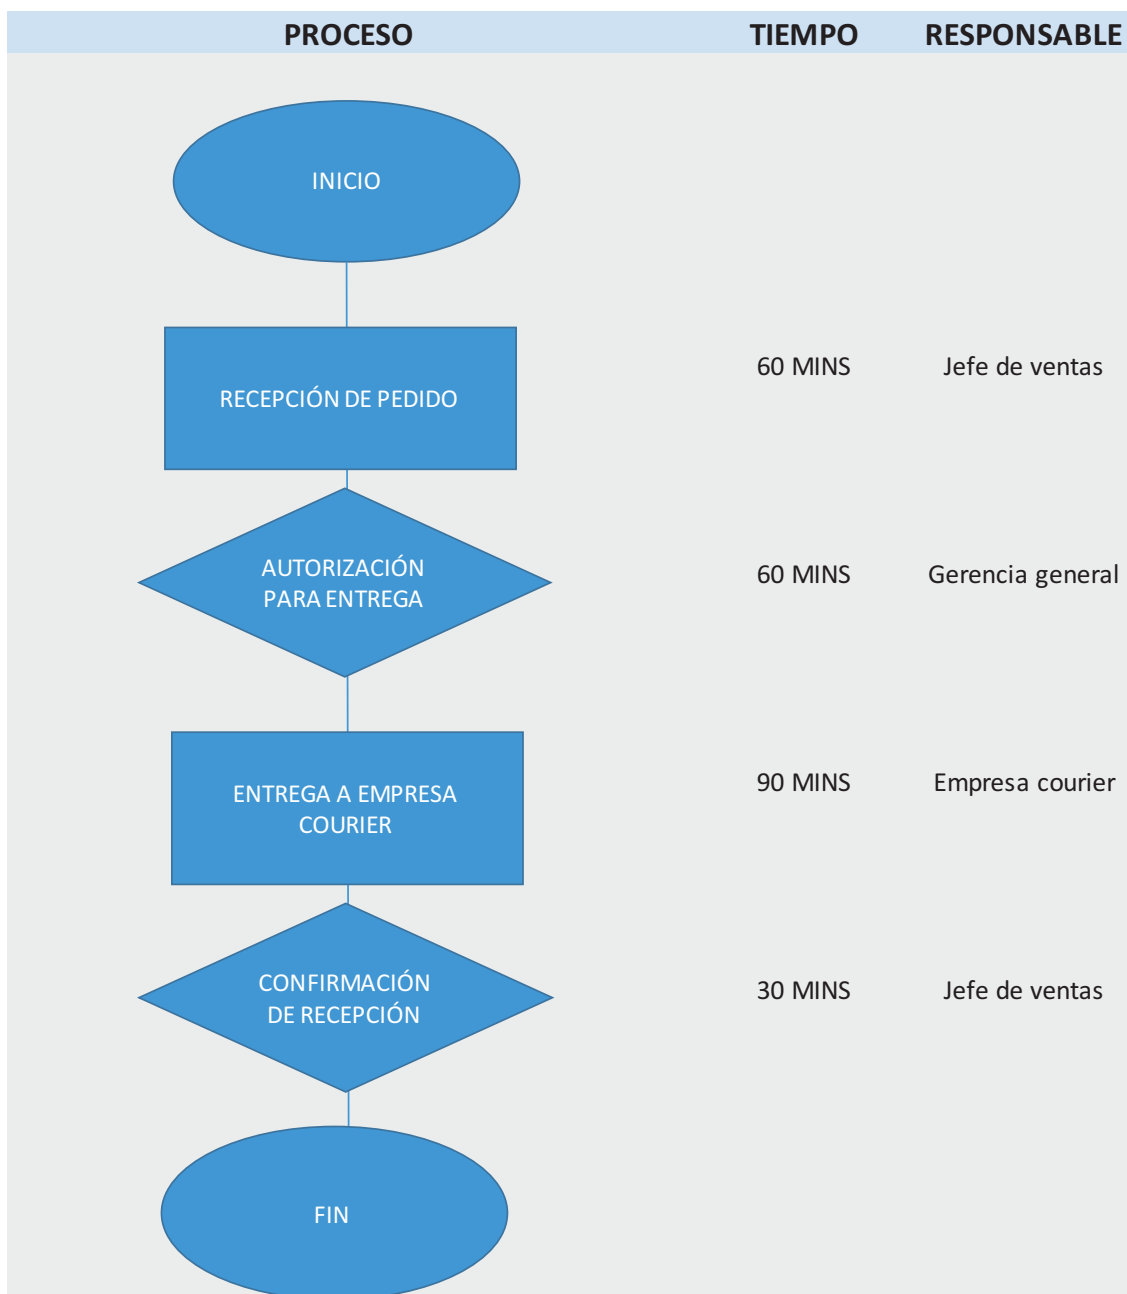 PROCESO TIEMPO RESPONSABLE
INICIO
RECEPCIÓN DE PEDIDO 60 MINS Jefe de ventas
AUTORIZACIÓN
PARA ENTREGA 60 MINS Gerencia general
ENTREGA A EMPRESA
COURIER 90 MINS Empresa courier
CONFIRMACIÓN
DE RECEPCIÓN 30 MINS Jefe de ventas
FIN